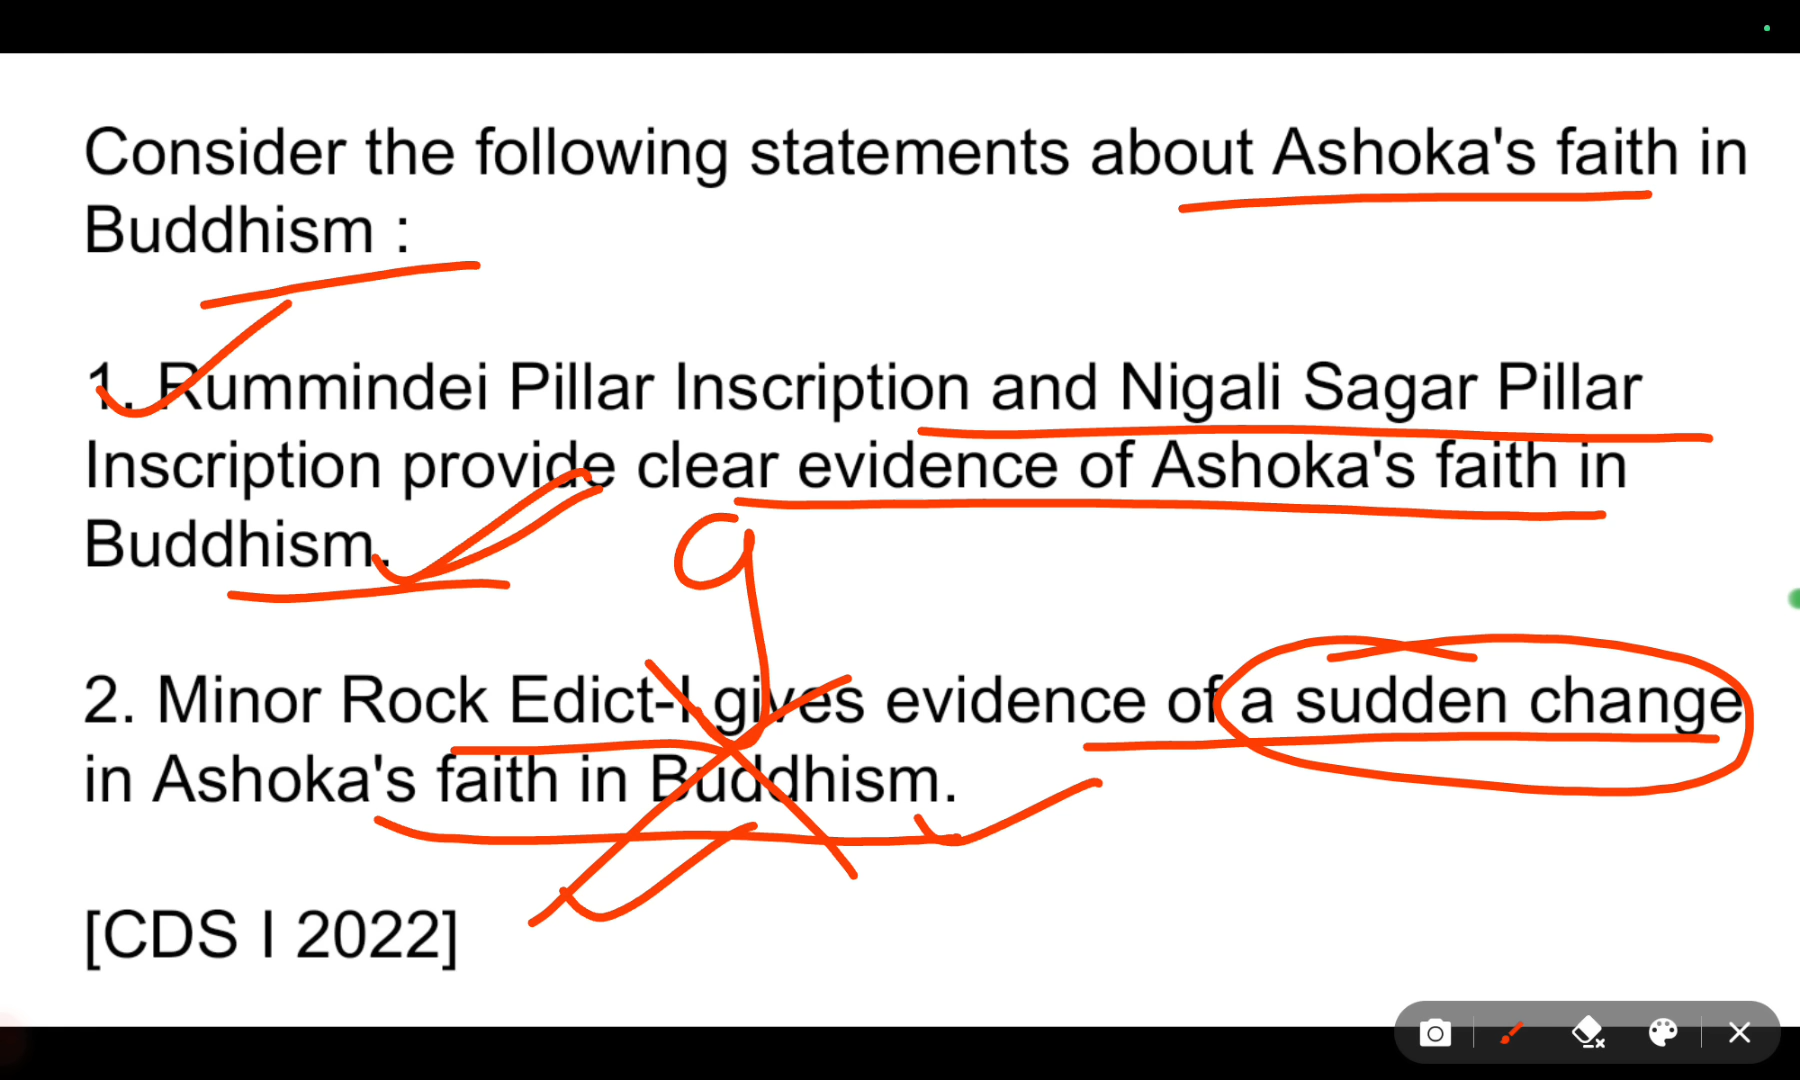 Consider the following statements about Ashoka's faith in
Buddhism :
1. Rummindei Pillar Inscription and Nigali Sagar Pillar
Inscription provide clear evidence of Ashoka's faith in
Buddhism.
a
2. Minor Rock Edict-I gives evidence of a sudden change
in Ashoka's faith in Buddhism.
[CDS I 2022]